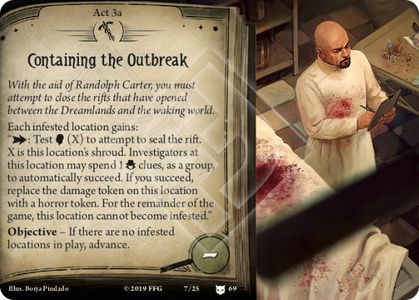 Act 3a
Containing the Outbreak
With the aid of Randolph Carter, you must
attempt to close the rifts that have opened
between the Dreamlands and the waking world.
Each infested location gains:
": Test (X) to attempt to seal the rift.
X is this location's shroud. Investigators at
this location may spend 1 clues, as a group,
to automatically succeed. If you succeed,
replace the damage token on this location
with a horror token. For the remainder of the
game, this location cannot become infested."
Objective – If there are no infested
locations in play, advance.
–
Illus. Borja Pindado
© 2019 FFG
7/25
69